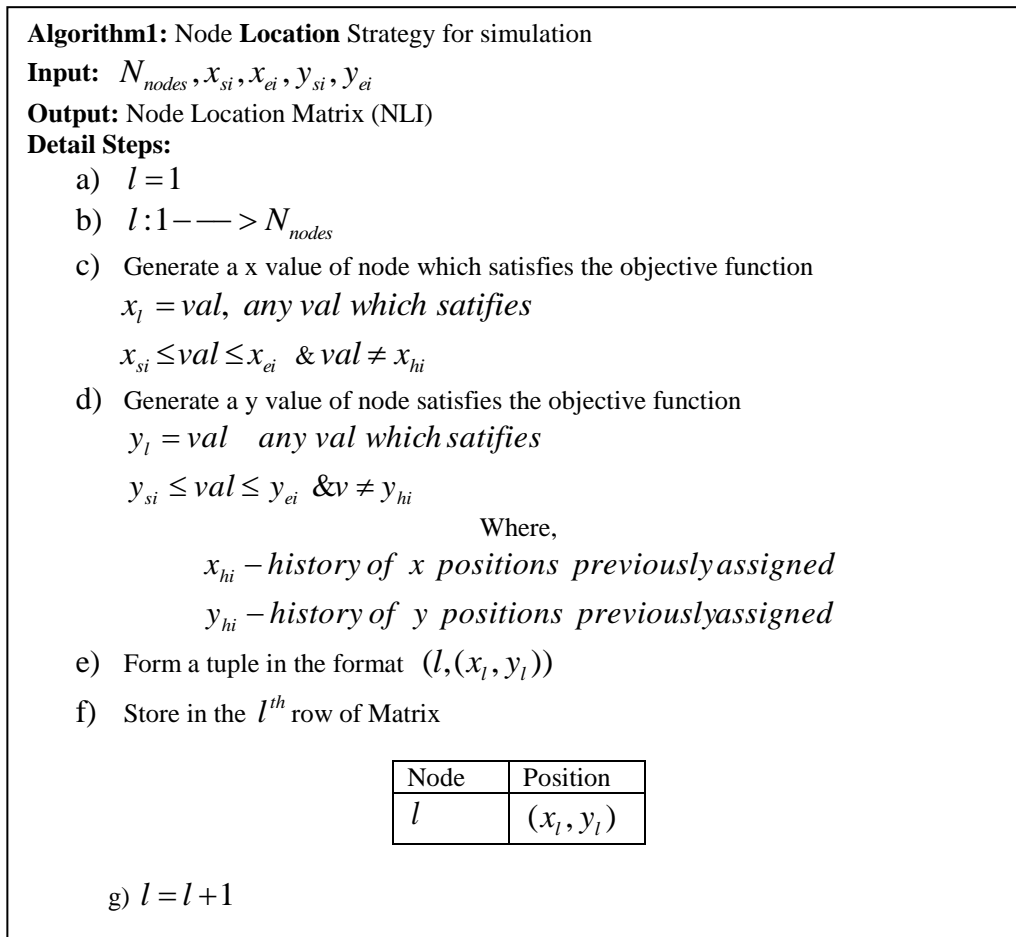 Algorithm1: Node Location Strategy for simulation
Input: N_nodes, x_si, x_ei, y_si, y_ei
Output: Node Location Matrix (NLI)
Detail Steps:
a) l = 1
b) l :1−−− > N_nodes
c) Generate a x value of node which satisfies the objective function
x_l = val, any val which satifies
x_si ≤ val ≤ x_ei & val ≠ x_hi
d) Generate a y value of node satisfies the objective function
y_l = val any val which satifies
y_si ≤ val ≤ y_ei &v ≠ y_hi
Where,
x_hi − history of x positions previously assigned
y_hi − history of y positions previously assigned
e) Form a tuple in the format (l,(x_l, y_l))
f) Store in the l^th row of Matrix
Node Position
l (x_l, y_l)
g) l = l +1